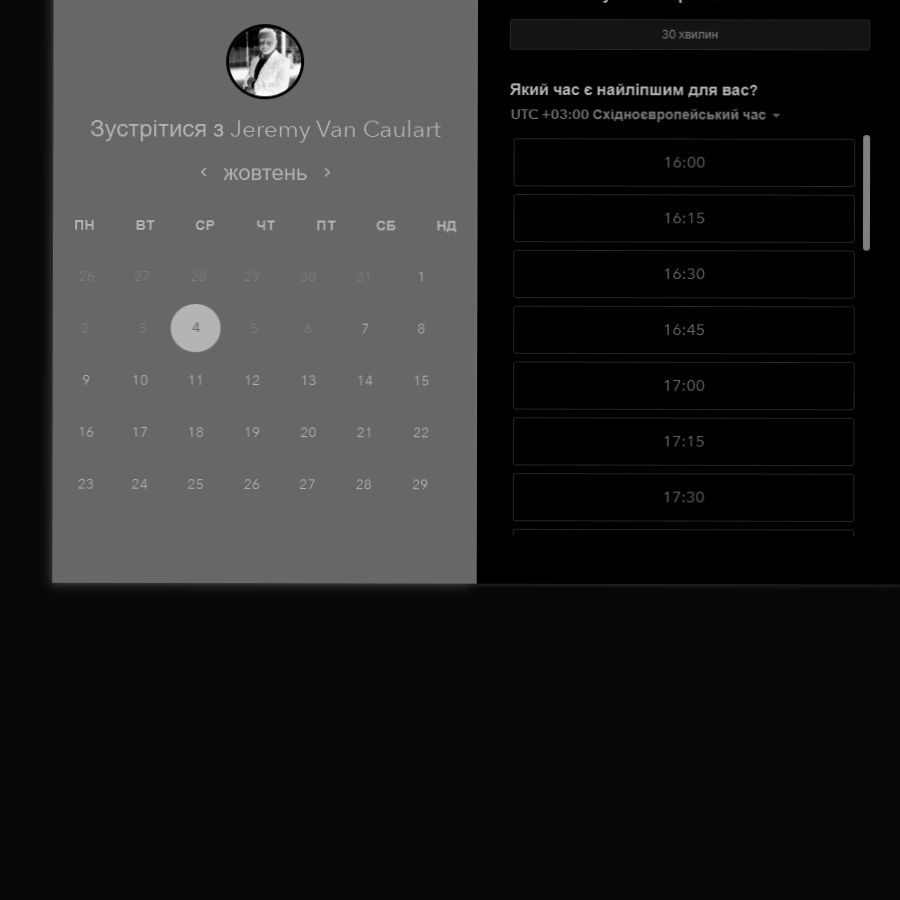 Зустрітися з Jeremy Van Caulart
жовтень
ПН ВТ СР ЧТ ПТ СБ НД
26 27 28 29 30 31 1
2 3 4 5 6 7 8
9 10 11 12 13 14 15
16 17 18 19 20 21 22
23 24 25 26 27 28 29
30 хвилин
Який час є найліпшим для вас?
UTC +03:00 Східноєвропейський час
16:00
16:15
16:30
16:45
17:00
17:15
17:30